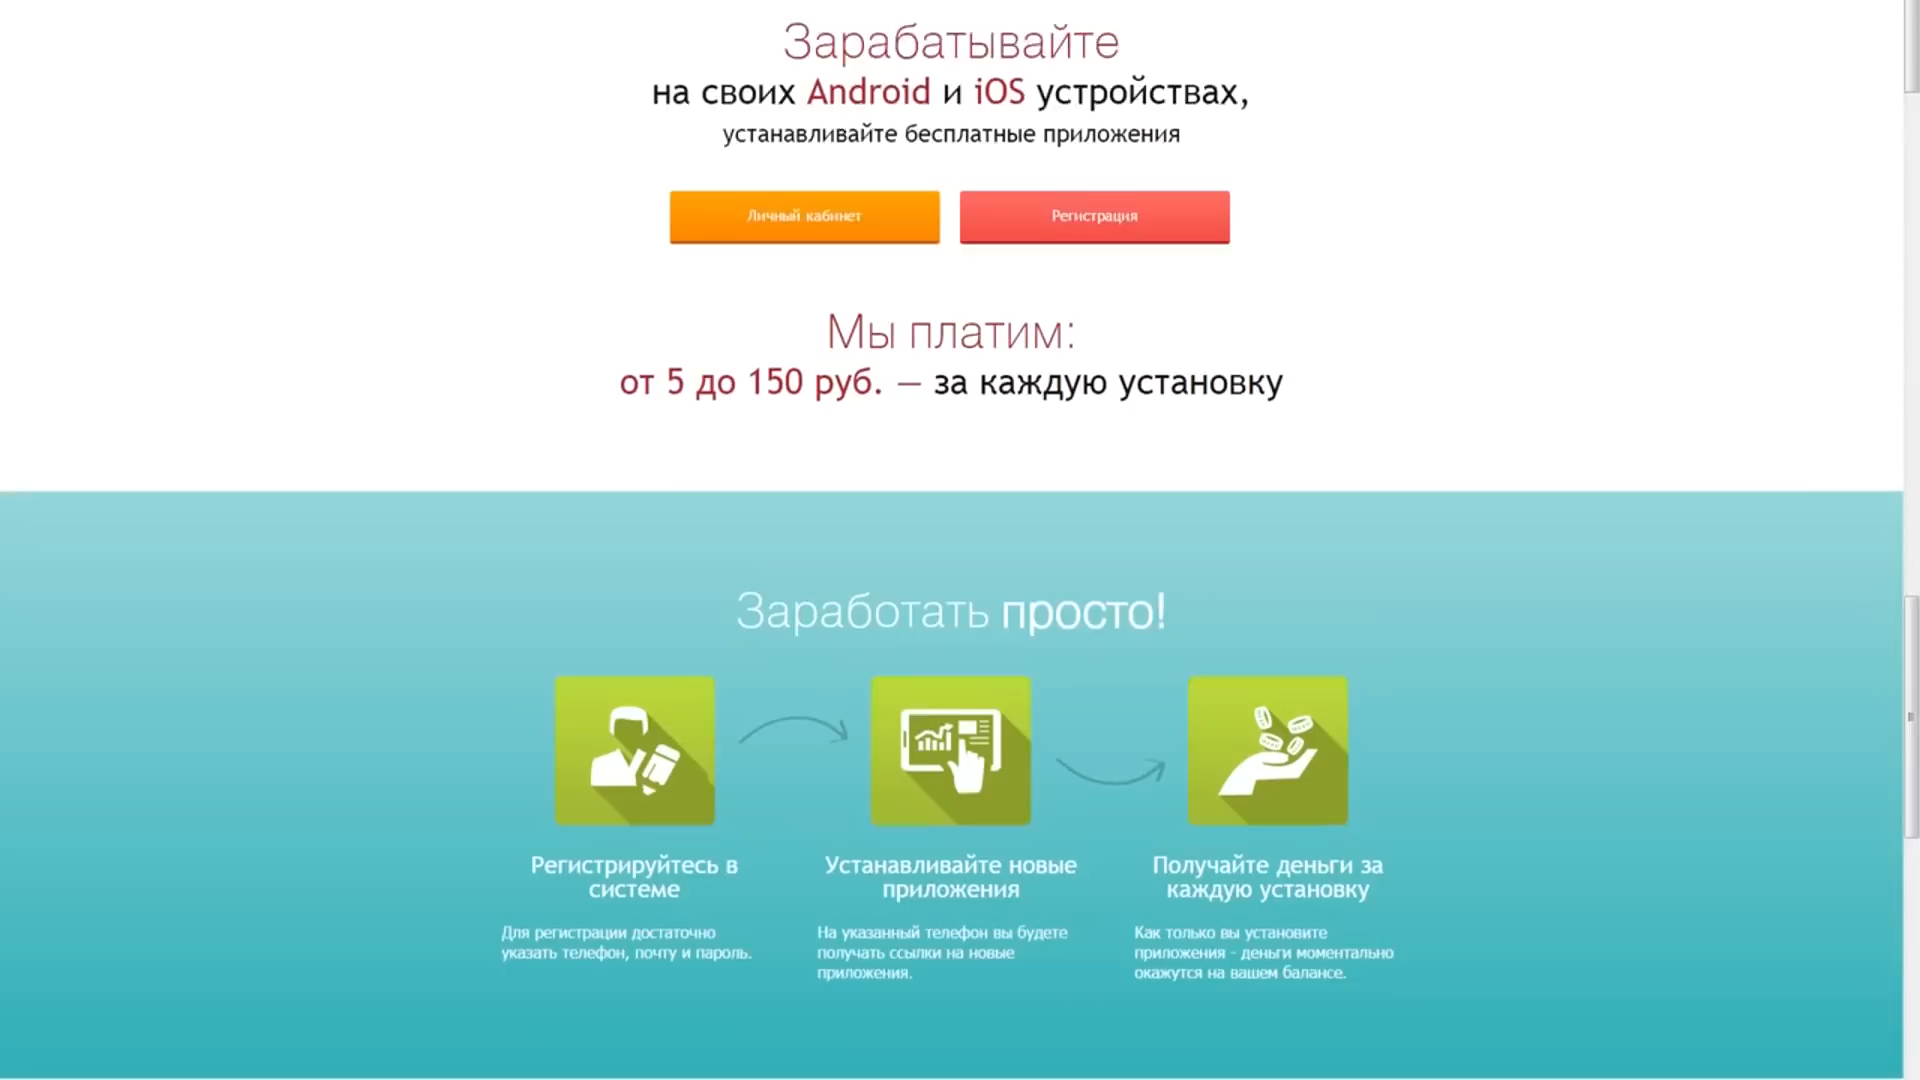 Зарабатывайте
на своих Android и iOS устройствах,
устанавливайте бесплатные приложения
Личный кабинет
Регистрация
Мы платим:
от 5 до 150 руб. — за каждую установку
Заработать просто!
Регистрируйтесь в
системе
Для регистрации достаточно
указать телефон, почту и пароль.
Устанавливайте новые
приложения
На указанный телефон вы будете
получать ссылки на новые
приложения.
Получайте деньги за
каждую установку
Как только вы установите
приложения - деньги моментально
окажутся на вашем балансе.